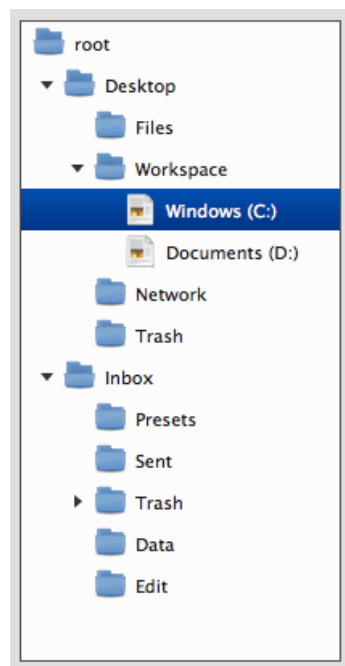 root
Desktop
Files
Workspace
Windows (C:)
Documents (D:)
Network
Trash
Inbox
Presets
Sent
Trash
Data
Edit